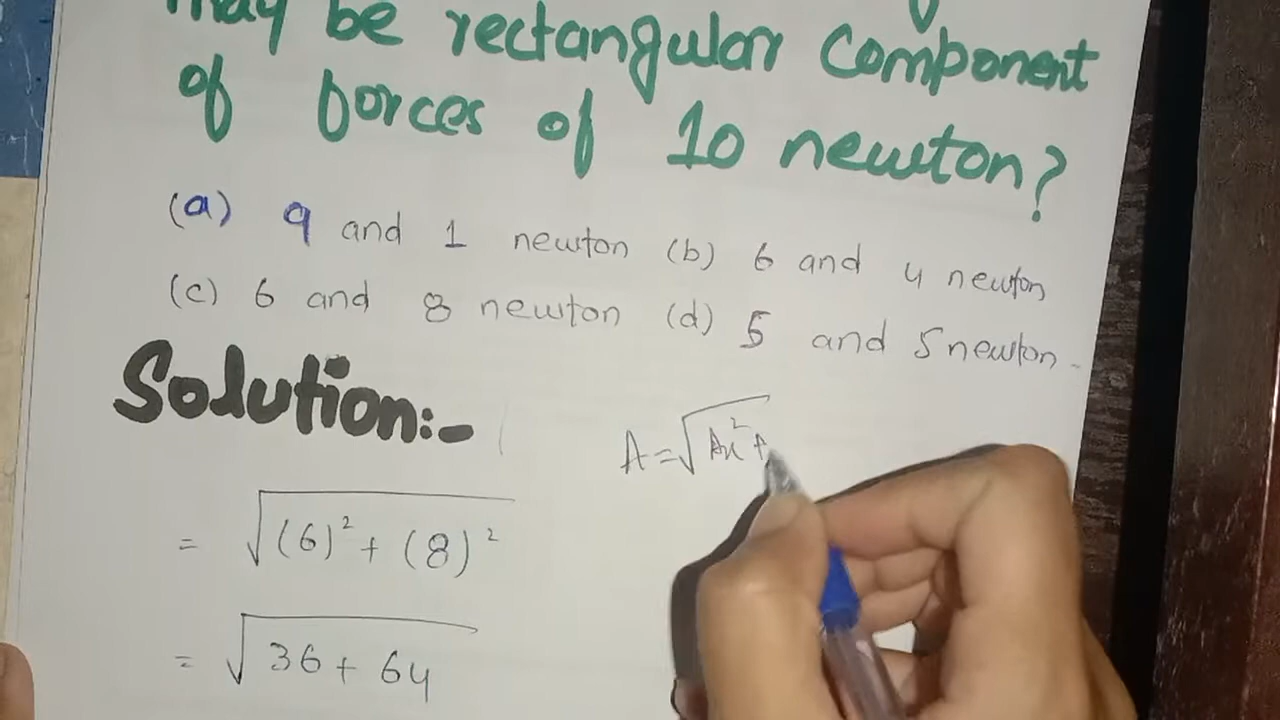 may be rectangular component
of forces of 10 newton?
(a) 9 and 1 newton (b) 6 and 4 newton
(c) 6 and 8 newton (d) 5 and 5 newton.
Solution:-
A=√Ax²+A
= √(6)²+(8)²
= √36+64